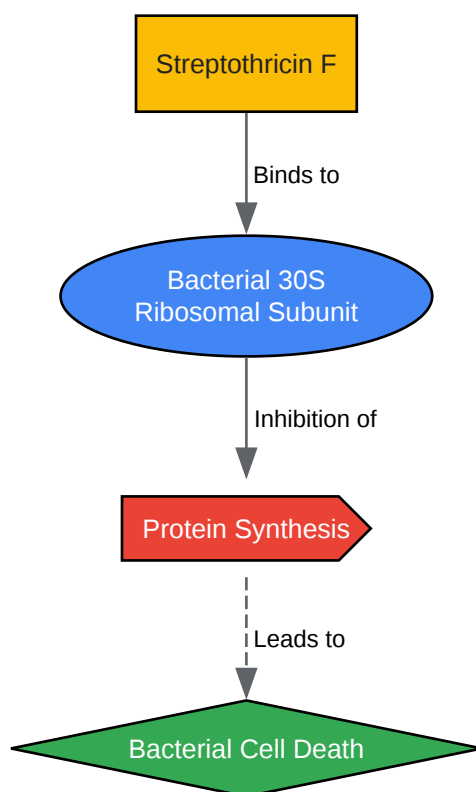 Streptothricin F
Binds to
Bacterial 30S
Ribosomal Subunit
Inhibition of
Protein Synthesis
Leads to
Bacterial Cell Death